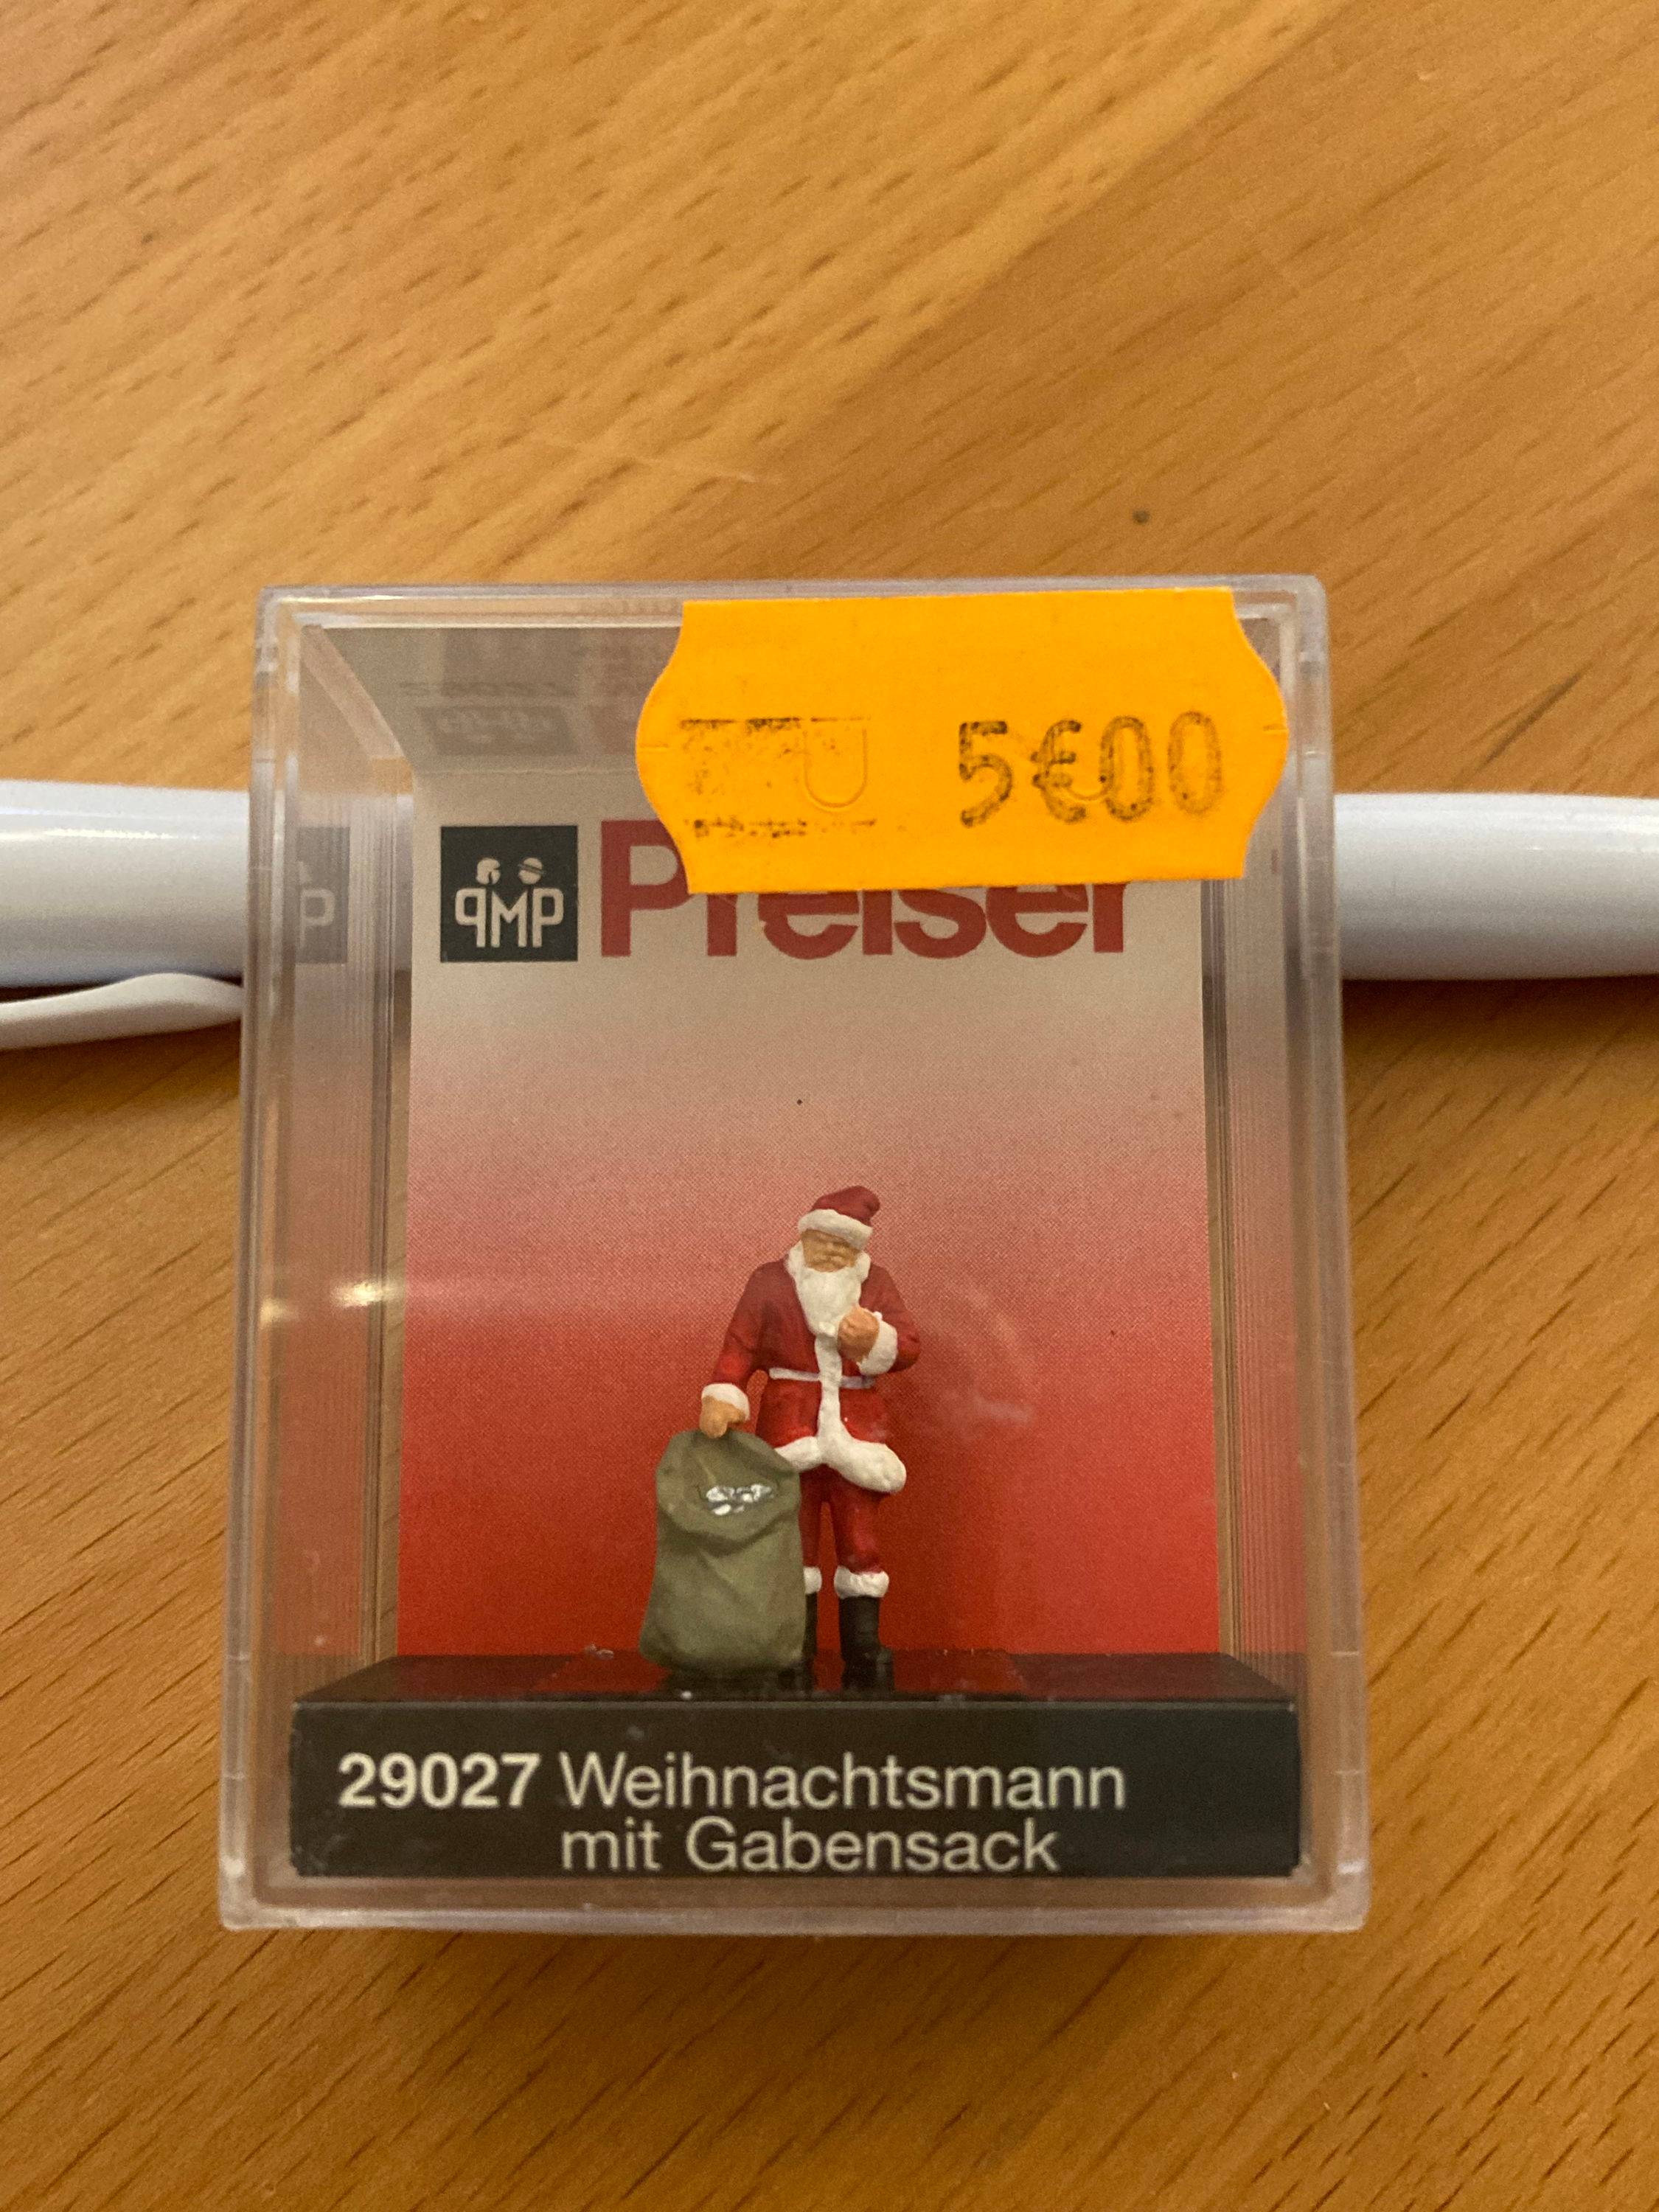 5€00
PMP Preiser
29027 Weihnachtsmann
mit Gabensack